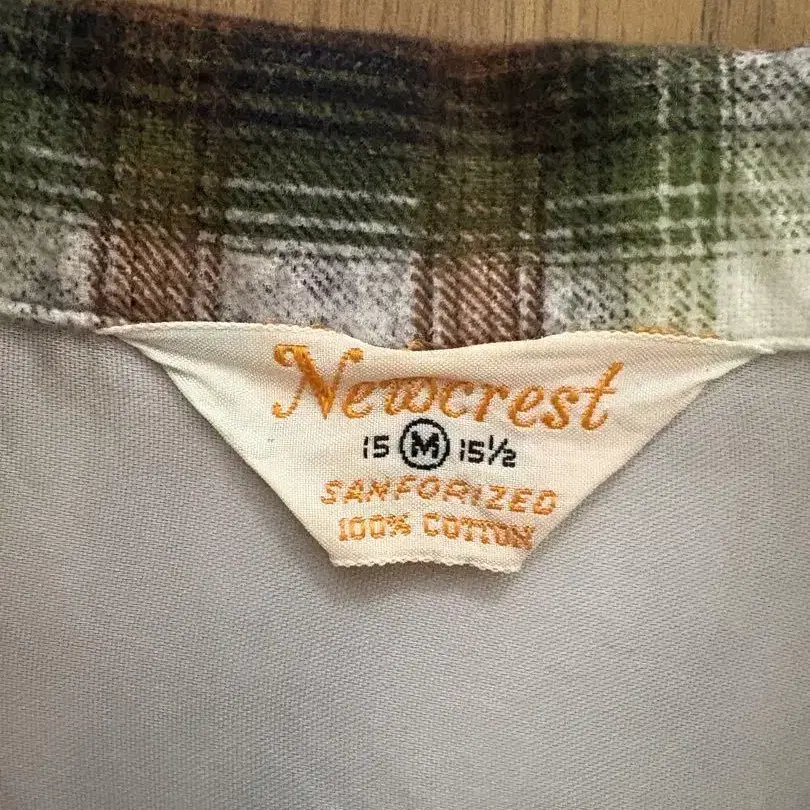 Newcrest
15 M 15½
SANFORIZED
100% COTTON